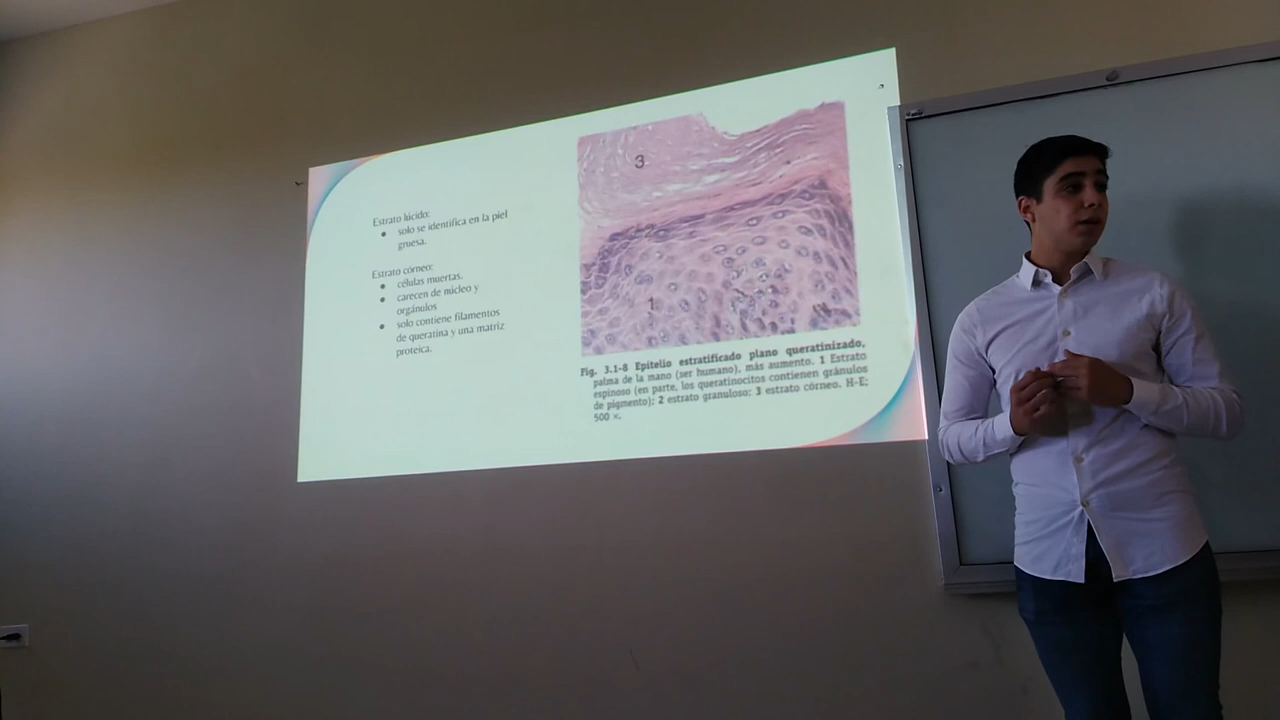 Estrato lúcido:
● solo se identifica en la piel
gruesa.
Estrato córneo:
● células muertas.
● carecen de núcleo y
orgánulos
● solo contiene filamentos
de queratina y una matriz
proteica.
3
2
1
Fig. 3.1-8 Epitelio estratificado plano queratinizado,
palma de la mano (ser humano), más aumento. 1 Estrato
espinoso (en parte, los queratinocitos contienen gránulos
de pigmento); 2 estrato granuloso; 3 estrato córneo. H-E;
500 ×.